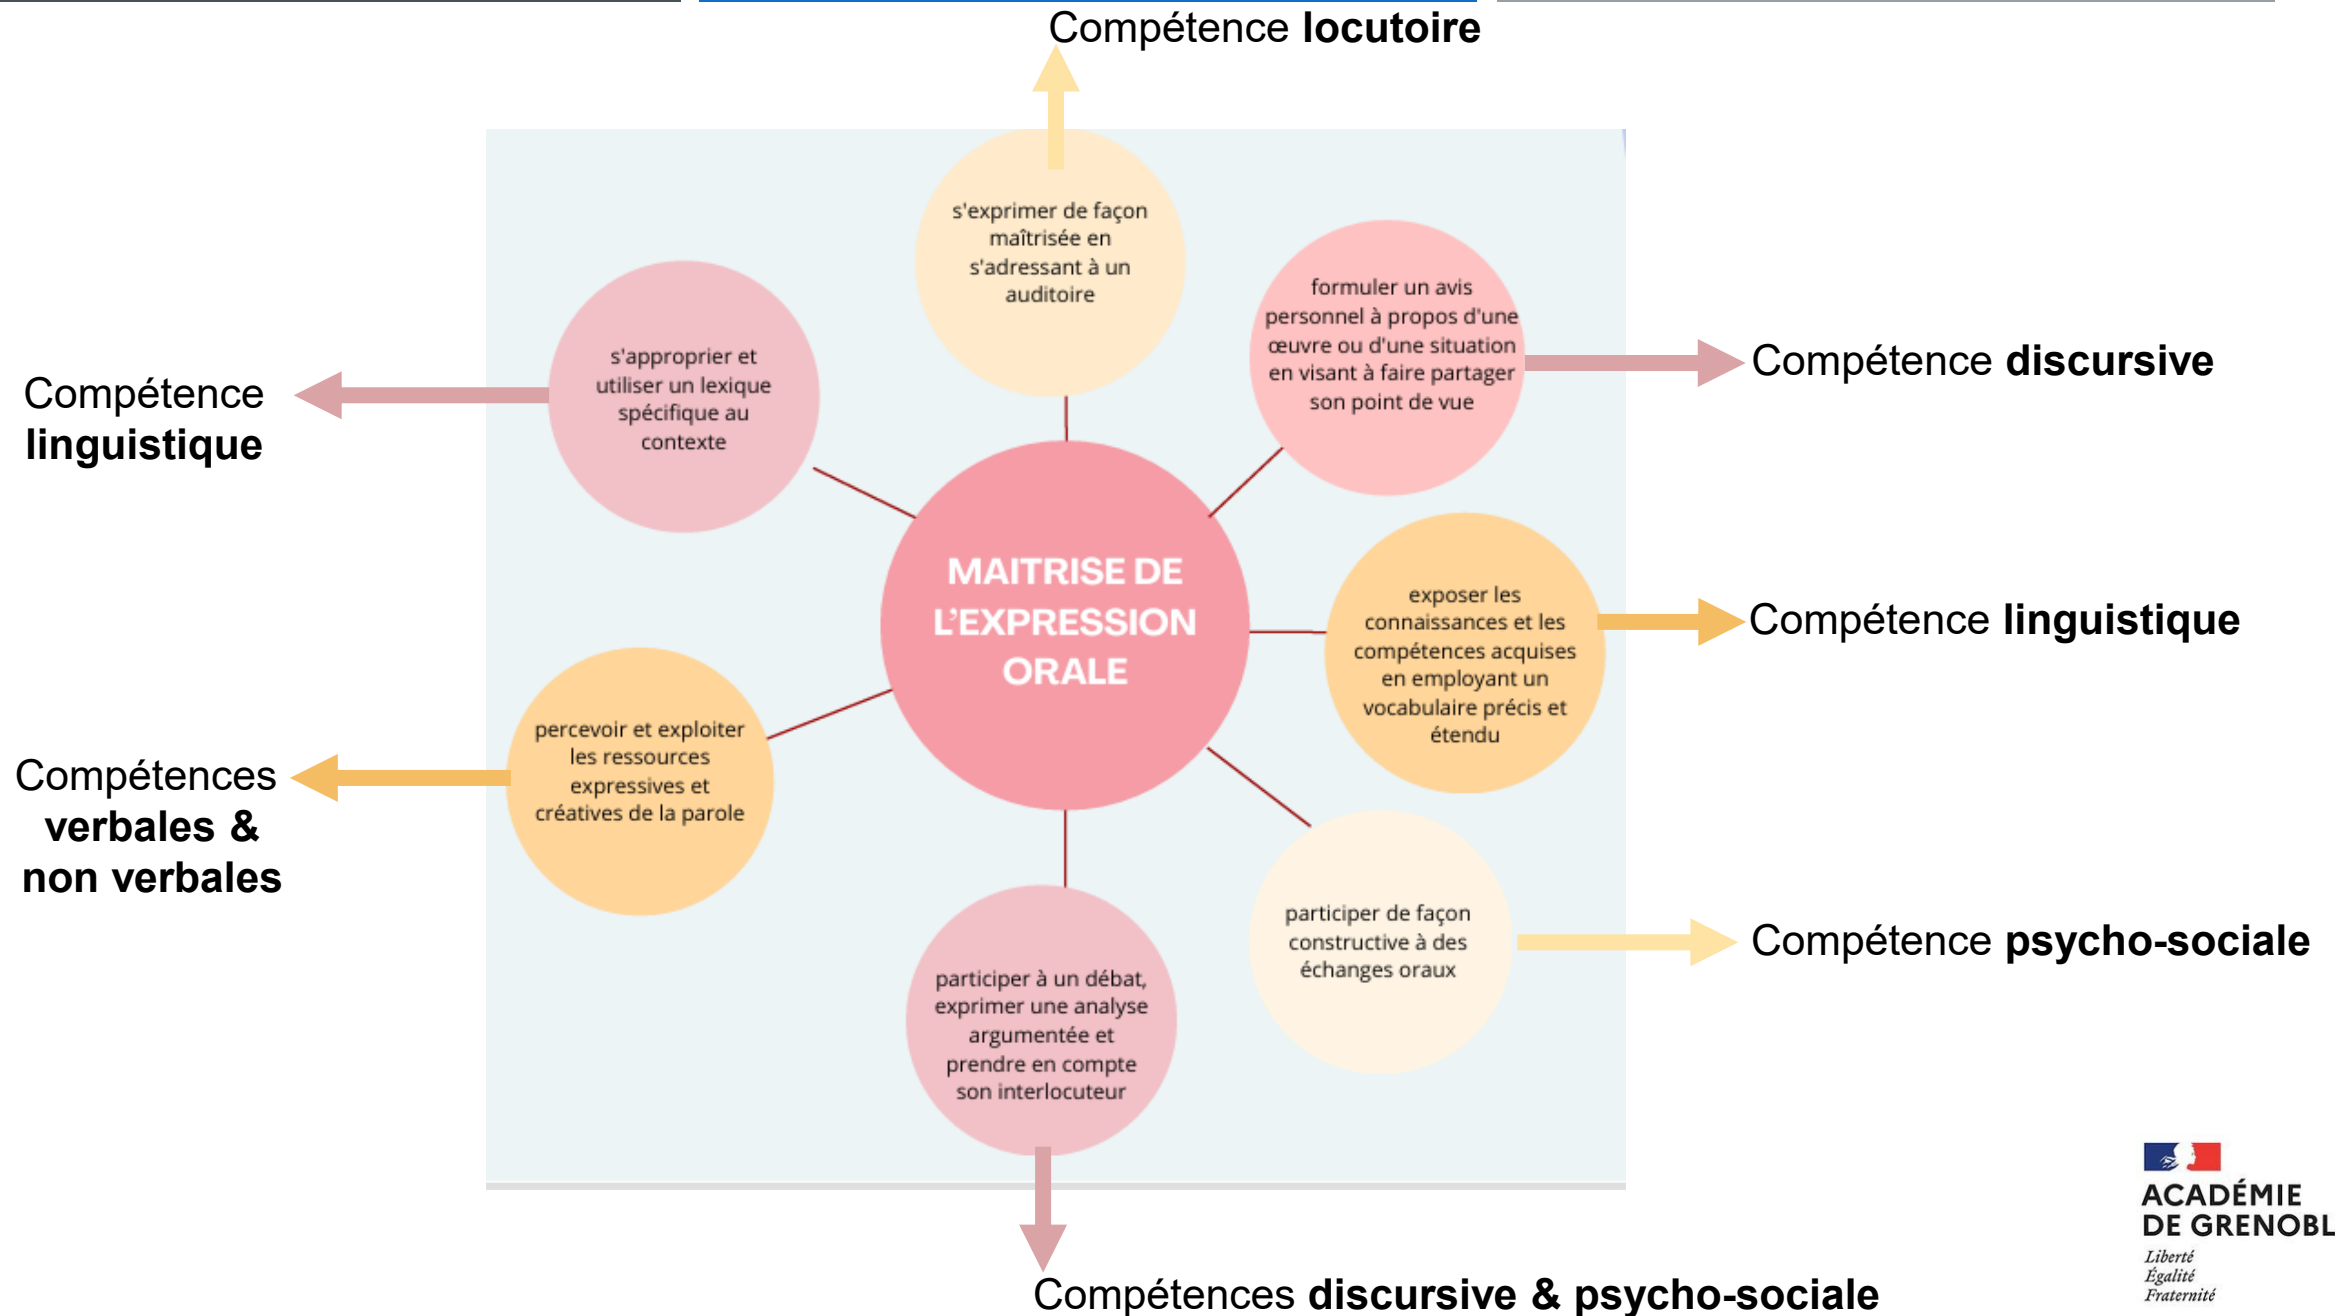 Compétence locutoire
s'exprimer de façon
maîtrisée en
s'adressant à un
auditoire
formuler un avis
personnel à propos d'une
œuvre ou d'une situation
en visant à faire partager
son point de vue
Compétence discursive
s'approprier et
utiliser un lexique
spécifique au
contexte
Compétence
linguistique
MAITRISE DE
L'EXPRESSION
ORALE
exposer les
connaissances et les
compétences acquises
en employant un
vocabulaire précis et
étendu
Compétence linguistique
percevoir et exploiter
les ressources
expressives et
créatives de la parole
Compétences
verbales &
non verbales
participer de façon
constructive à des
échanges oraux
Compétence psycho-sociale
participer à un débat,
exprimer une analyse
argumentée et
prendre en compte
son interlocuteur
Compétences discursive & psycho-sociale
ACADÉMIE
DE GRENOBL
Liberté
Égalité
Fraternité